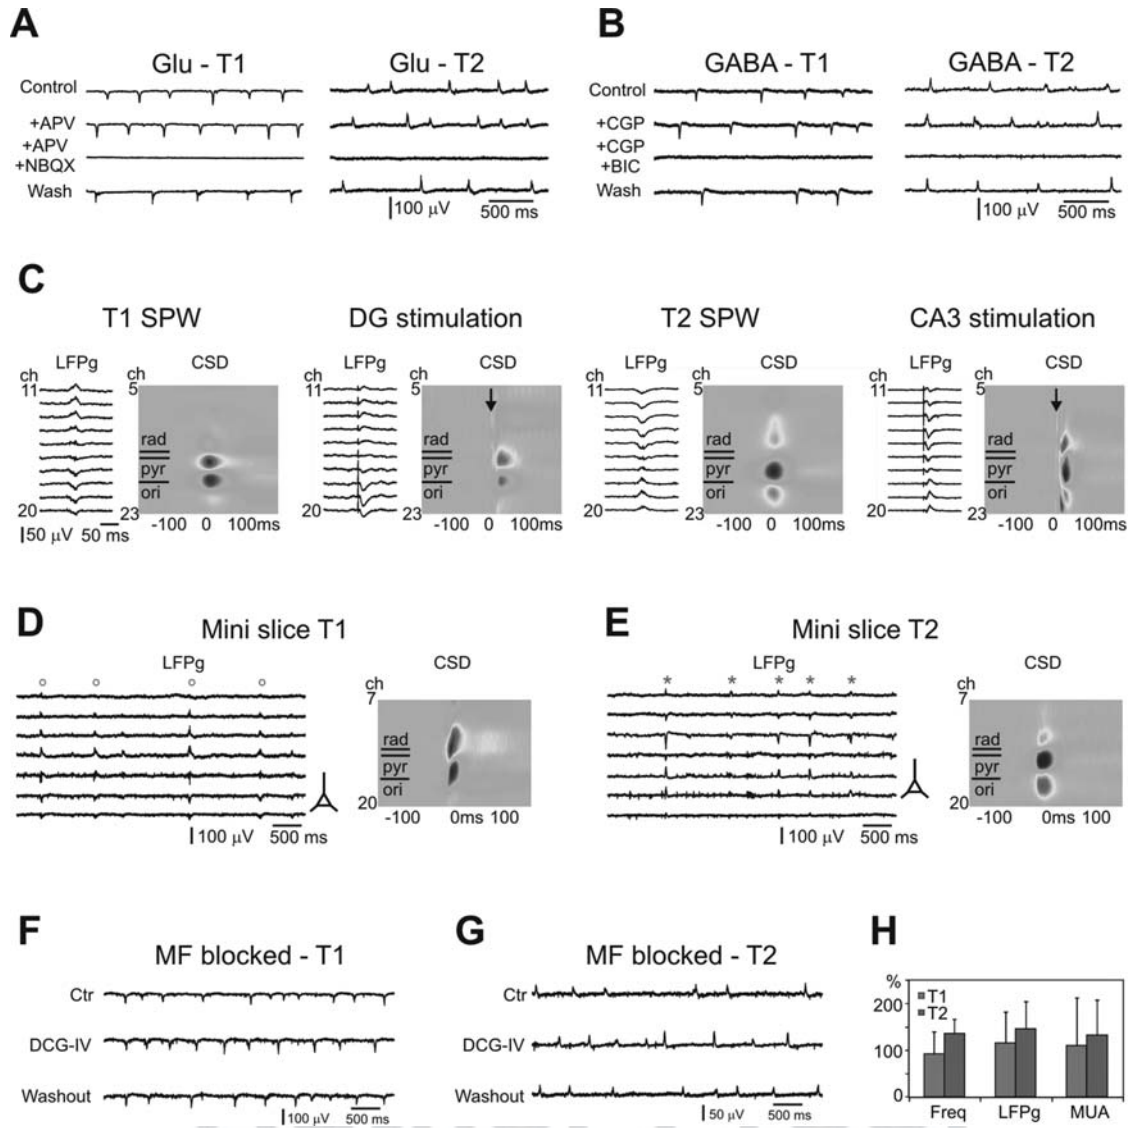 A
B
Glu - T1
Glu - T2
GABA - T1
GABA - T2
Control
+APV
+APV
+NBQX
Wash
100 µV
500 ms
Control
+CGP
+CGP
+BIC
Wash
100 µV
500 ms
C
T1 SPW
DG stimulation
T2 SPW
CA3 stimulation
LFPg
CSD
LFPg
CSD
LFPg
CSD
LFPg
CSD
ch
11
5
rad
pyr
ori
20
23
50 µV
50 ms
-100
0
100ms
ch
11
5
rad
pyr
ori
20
23
-100
0
100ms
ch
11
5
rad
pyr
ori
20
23
-100
0
100ms
ch
11
5
rad
pyr
ori
20
23
-100
0
100ms
D
Mini slice T1
LFPg
CSD
ch
7
rad
pyr
ori
20
100 µV
500 ms
-100
0ms
100
E
Mini slice T2
LFPg
CSD
* * * * *
ch
7
rad
pyr
ori
20
100 µV
500 ms
-100
0ms
100
F
MF blocked - T1
Ctr
DCG-IV
Washout
100 µV
500 ms
G
MF blocked - T2
Ctr
DCG-IV
Washout
50 µV
500 ms
H
%
200
100
0
T1
T2
Freq
LFPg
MUA